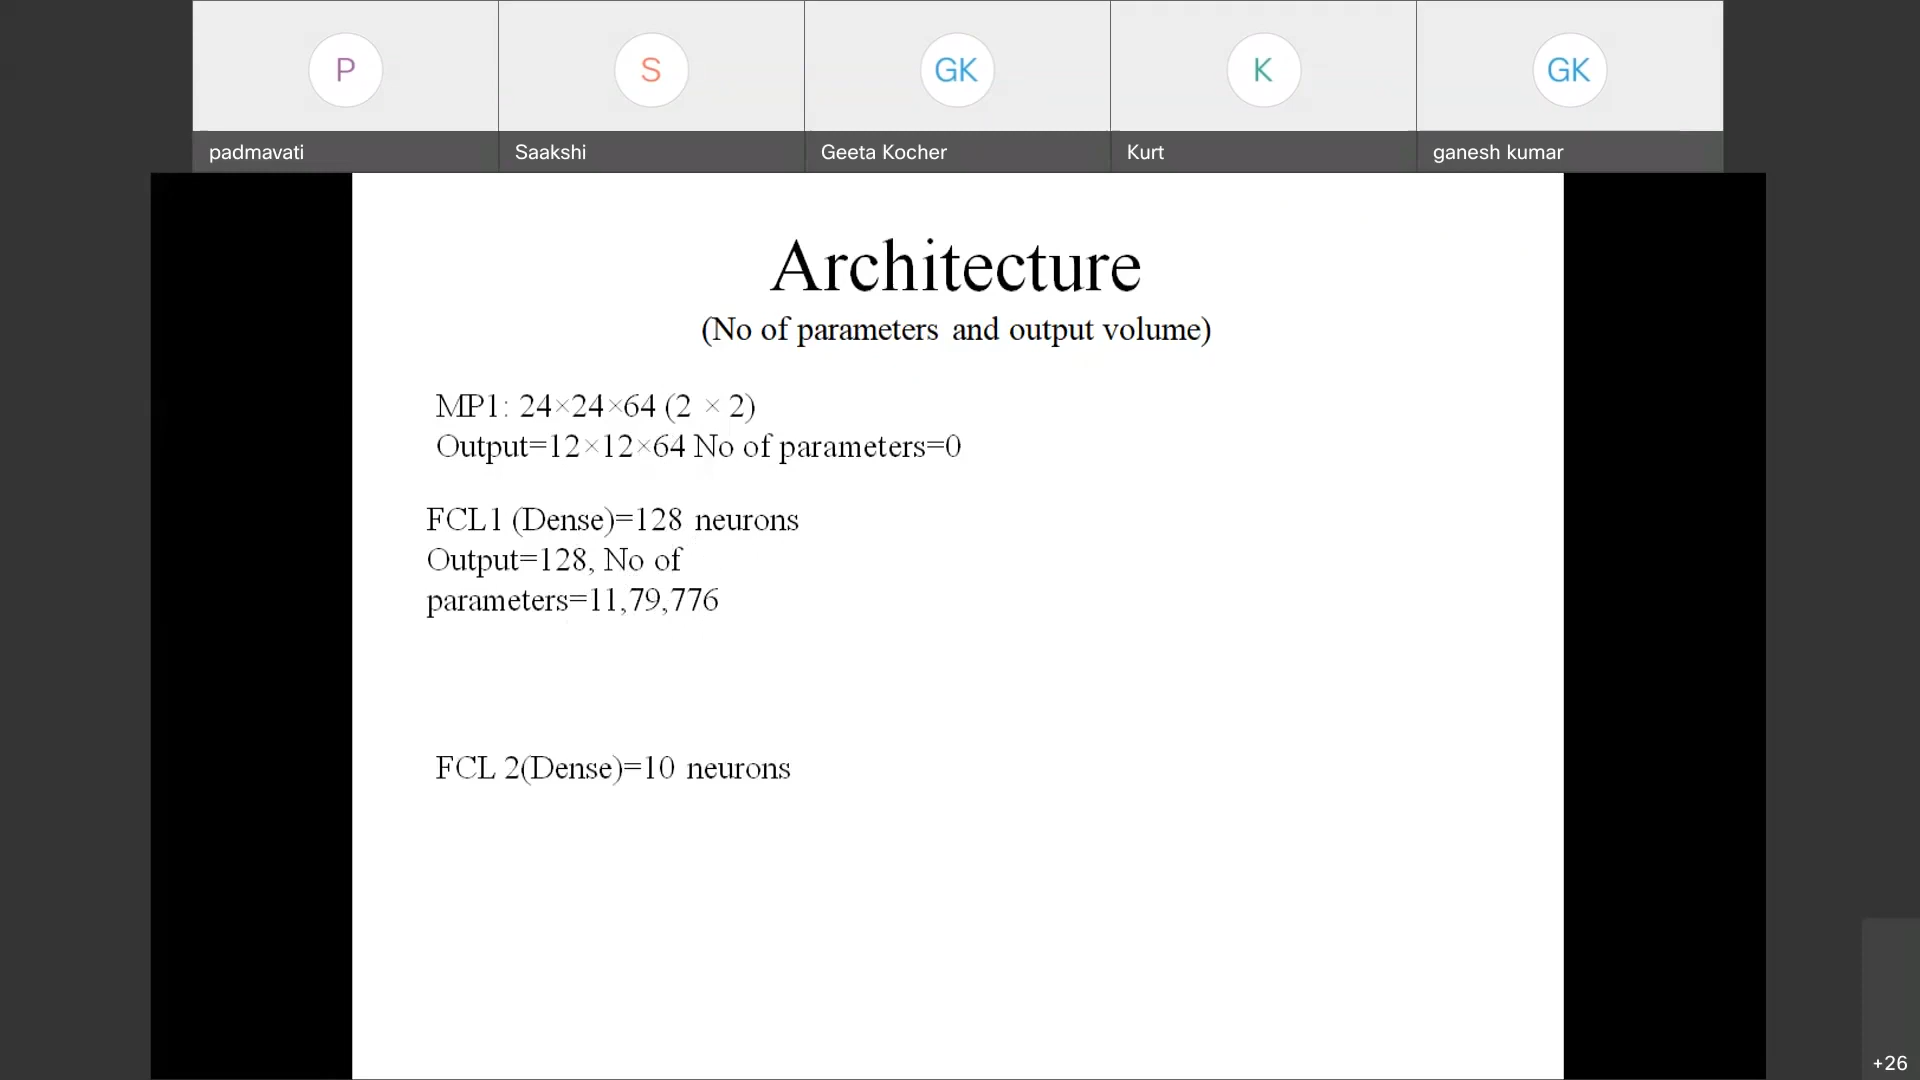 P
S
GK
K
GK
padmavati
Saakshi
Geeta Kocher
Kurt
ganesh kumar
Architecture
(No of parameters and output volume)
MP1: 24×24×64 (2 × 2)
Output=12×12×64 No of parameters=0
FCL1 (Dense)=128 neurons
Output=128, No of
parameters=11,79,776
FCL 2(Dense)=10 neurons
+26